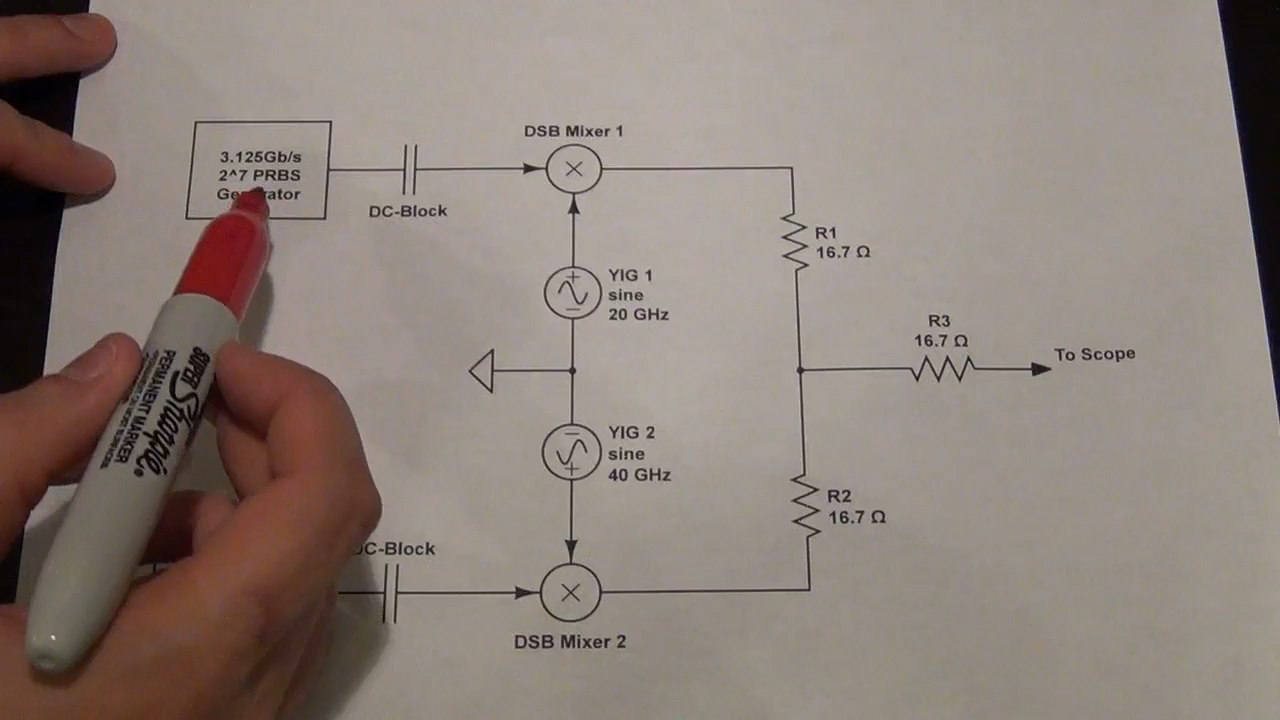 DSB Mixer 1
3.125Gb/s
2^7 PRBS
Generator
DC-Block
R1
16.7 Ω
YIG 1
sine
20 GHz
R3
16.7 Ω
To Scope
YIG 2
sine
40 GHz
R2
16.7 Ω
DC-Block
DSB Mixer 2
SUPER
Sharpie®
PERMANENT MARKER